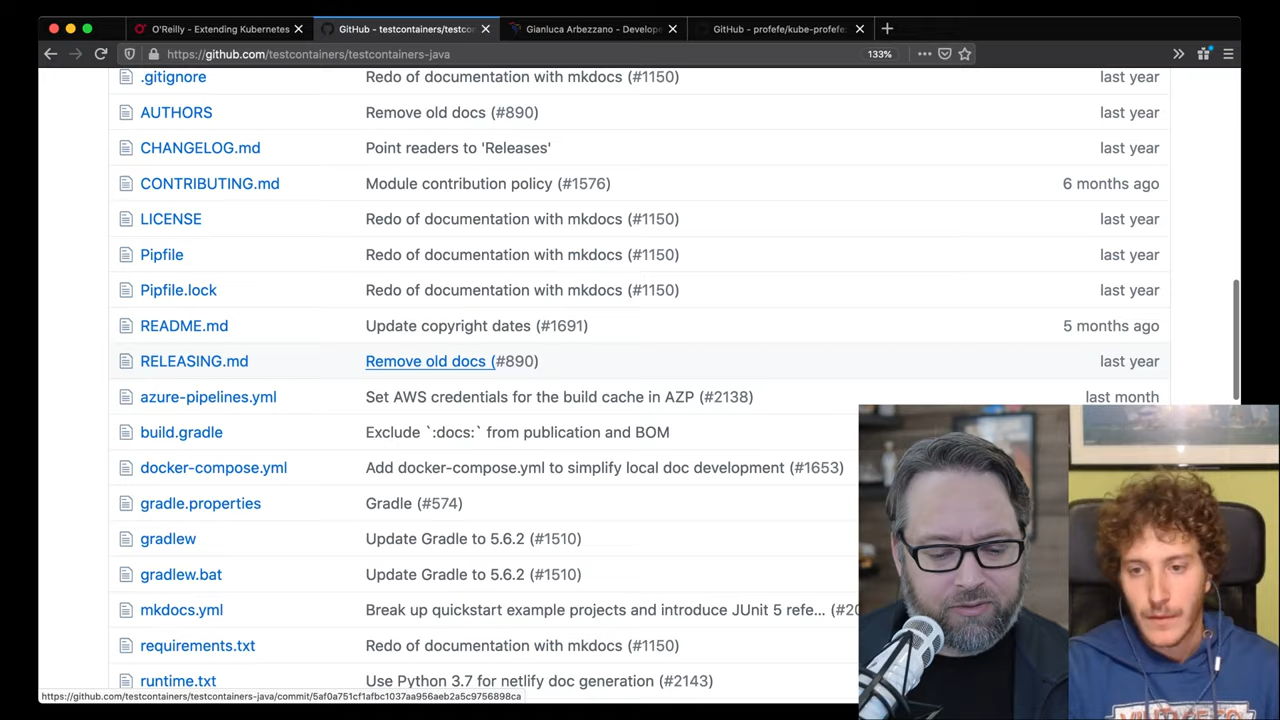 O'Reilly - Extending Kubernetes
GitHub - testcontainers/testcon
Gianluca Arbezzano - Develope
GitHub - profefe/kube-profefe:
https://github.com/testcontainers/testcontainers-java
133%
.gitignore Redo of documentation with mkdocs (#1150) last year
AUTHORS Remove old docs (#890) last year
CHANGELOG.md Point readers to 'Releases' last year
CONTRIBUTING.md Module contribution policy (#1576) 6 months ago
LICENSE Redo of documentation with mkdocs (#1150) last year
Pipfile Redo of documentation with mkdocs (#1150) last year
Pipfile.lock Redo of documentation with mkdocs (#1150) last year
README.md Update copyright dates (#1691) 5 months ago
RELEASING.md Remove old docs (#890) last year
azure-pipelines.yml Set AWS credentials for the build cache in AZP (#2138) last month
build.gradle Exclude `:docs:` from publication and BOM
docker-compose.yml Add docker-compose.yml to simplify local doc development (#1653)
gradle.properties Gradle (#574)
gradlew Update Gradle to 5.6.2 (#1510)
gradlew.bat Update Gradle to 5.6.2 (#1510)
mkdocs.yml Break up quickstart example projects and introduce JUnit 5 refe... (#20
requirements.txt Redo of documentation with mkdocs (#1150)
runtime.txt Use Python 3.7 for netlify doc generation (#2143)
https://github.com/testcontainers/testcontainers-java/commit/5af0a751cf1afbc1037aa956aeb2a5c9756898ca